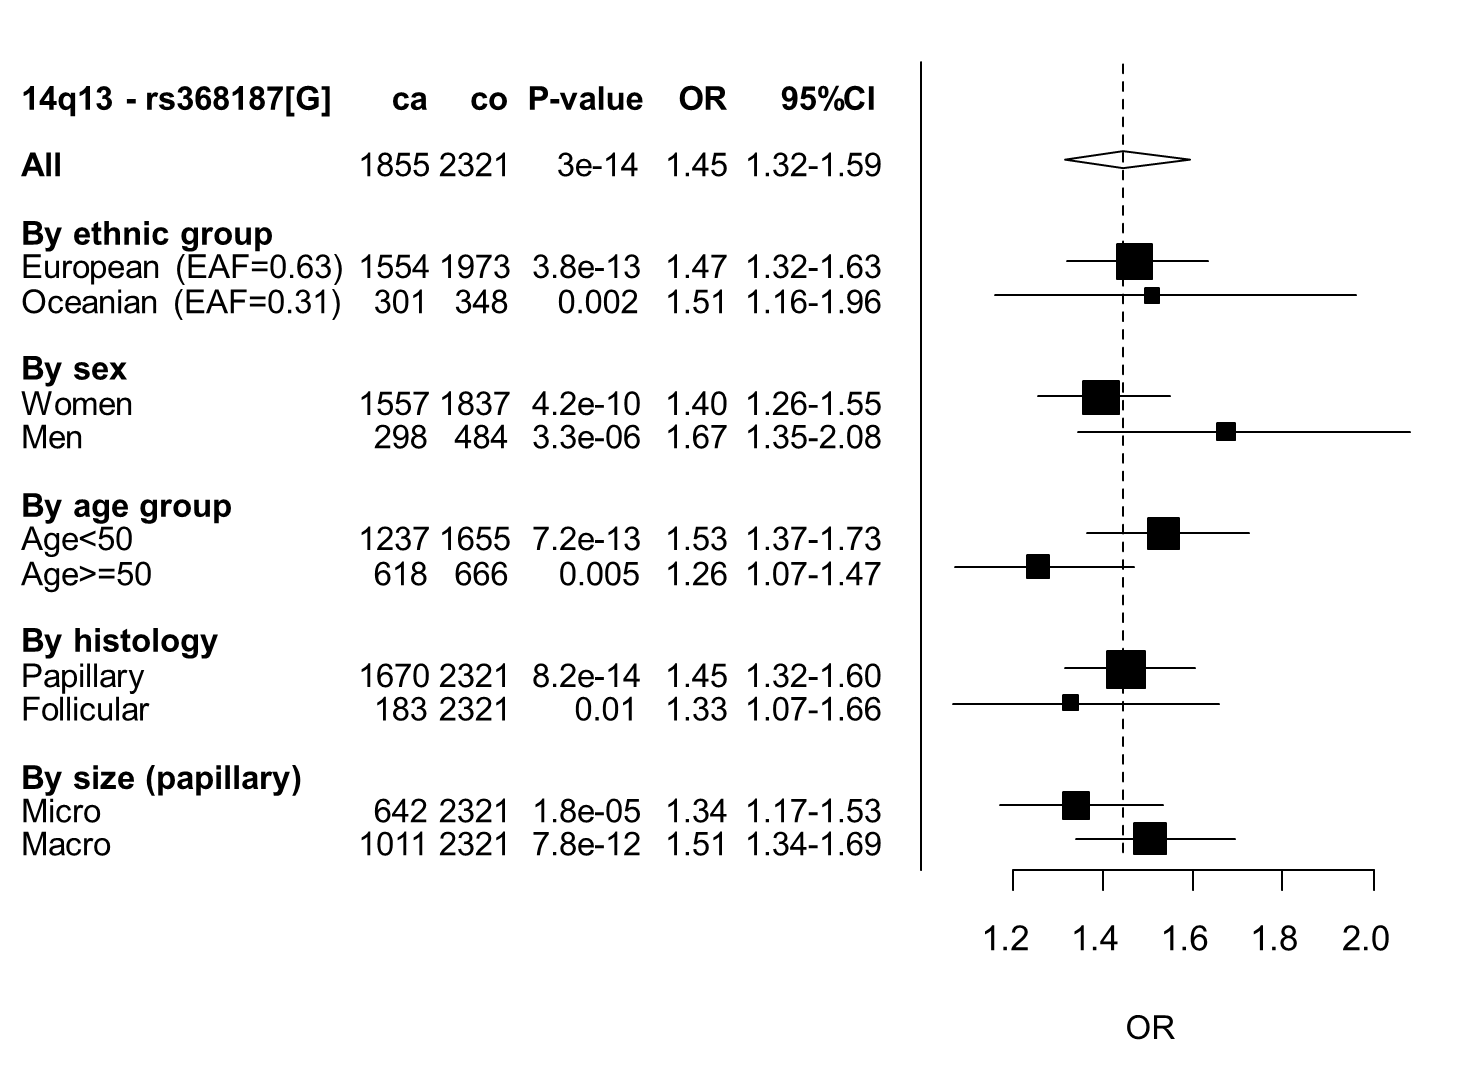 14q13 - rs368187[G] ca co P-value OR 95%CI
All 1855 2321 3e-14 1.45 1.32-1.59
By ethnic group
European (EAF=0.63) 1554 1973 3.8e-13 1.47 1.32-1.63
Oceanian (EAF=0.31) 301 348 0.002 1.51 1.16-1.96
By sex
Women 1557 1837 4.2e-10 1.40 1.26-1.55
Men 298 484 3.3e-06 1.67 1.35-2.08
By age group
Age<50 1237 1655 7.2e-13 1.53 1.37-1.73
Age>=50 618 666 0.005 1.26 1.07-1.47
By histology
Papillary 1670 2321 8.2e-14 1.45 1.32-1.60
Follicular 183 2321 0.01 1.33 1.07-1.66
By size (papillary)
Micro 642 2321 1.8e-05 1.34 1.17-1.53
Macro 1011 2321 7.8e-12 1.51 1.34-1.69
1.2 1.4 1.6 1.8 2.0
OR